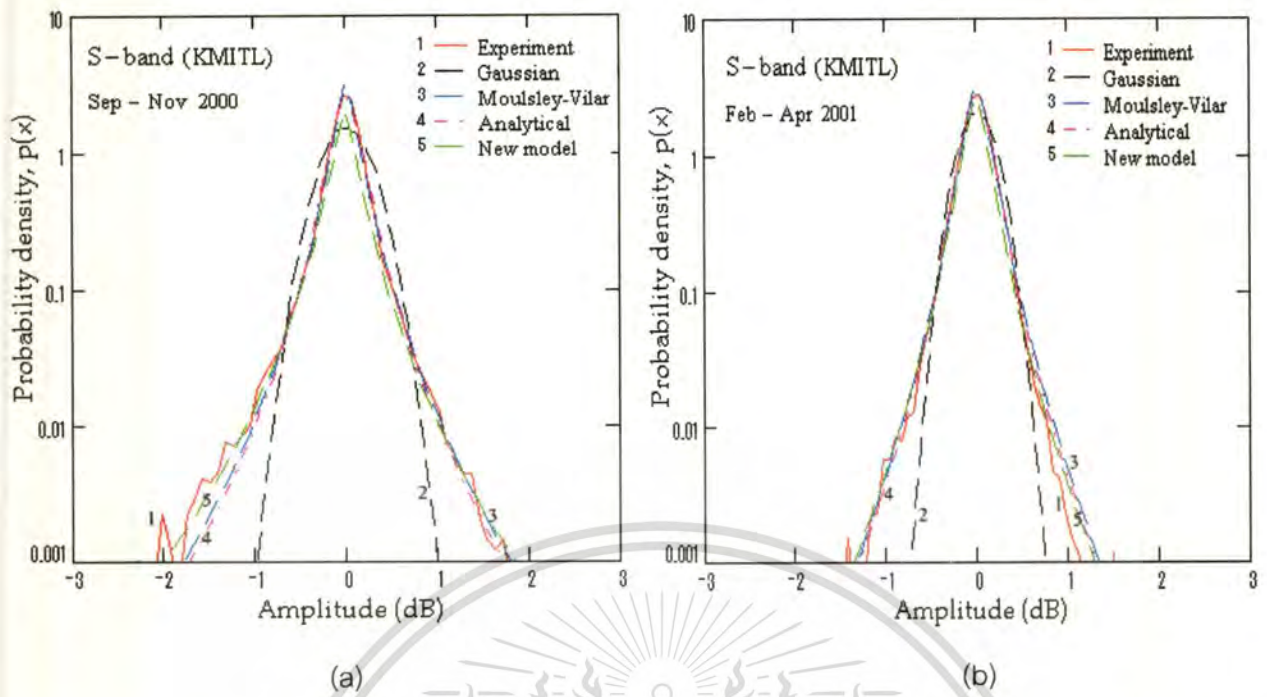 S-band (KMITL)
Sep - Nov 2000
1 Experiment
2 Gaussian
3 Moulsley-Vilar
4 Analytical
5 New model
Probability density, p(x)
10
1
0.1
0.01
0.001
1
5
4
2
3
-3
-2
-1
0
1
2
3
Amplitude (dB)
(a)
S-band (KMITL)
Feb - Apr 2001
1 Experiment
2 Gaussian
3 Moulsley-Vilar
4 Analytical
5 New model
Probability density, p(x)
10
1
0.1
0.01
0.001
4
2
3
1
5
-3
-2
-1
0
1
2
3
Amplitude (dB)
(b)